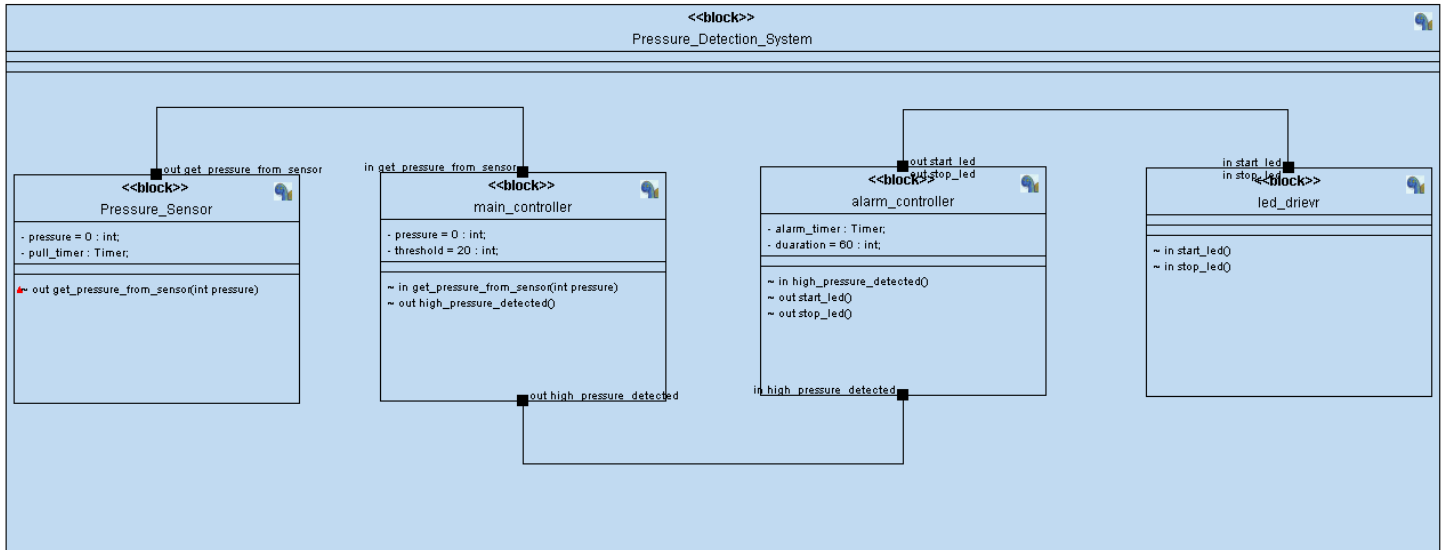 <<block>>
Pressure_Detection_System
out get_pressure_from_sensor
in get_pressure_from_sensor
out start_led
out stop_led
in start_led
in stop_led
<<block>>
Pressure_Sensor
- pressure = 0 : int;
- pull_timer : Timer;
~ out get_pressure_from_sensor(int pressure)
<<block>>
main_controller
- pressure = 0 : int;
- threshold = 20 : int;
~ in get_pressure_from_sensor(int pressure)
~ out high_pressure_detected()
<<block>>
alarm_controller
- alarm_timer : Timer;
- duaration = 60 : int;
~ in high_pressure_detected()
~ out start_led()
~ out stop_led()
<<block>>
led_drievr
~ in start_led()
~ in stop_led()
out high_pressure_detected
in high_pressure_detected